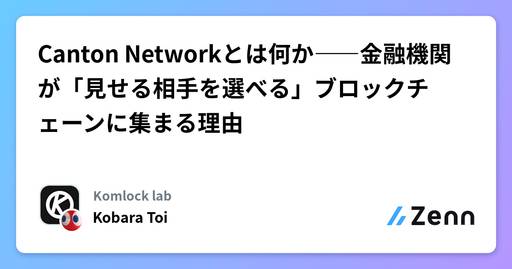 Canton Networkとは何か──金融機関
が「見せる相手を選べる」ブロックチ
ェーンに集まる理由
Komlock lab
Kobara Toi
Zenn